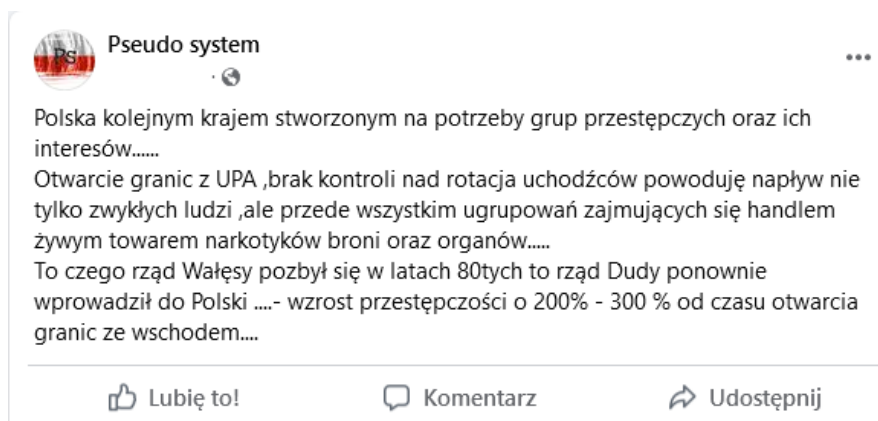 Ps
Pseudo system
Polska kolejnym krajem stworzonym na potrzeby grup przestępczych oraz ich
interesów......
Otwarcie granic z UPA ,brak kontroli nad rotacja uchodźców powoduję napływ nie
tylko zwykłych ludzi ,ale przede wszystkim ugrupowań zajmujących się handlem
żywym towarem narkotyków broni oraz organów.....
To czego rząd Wałęsy pozbył się w latach 80tych to rząd Dudy ponownie
wprowadził do Polski ....- wzrost przestępczości o 200% - 300 % od czasu otwarcia
granic ze wschodem....
Lubię to! Komentarz Udostępnij